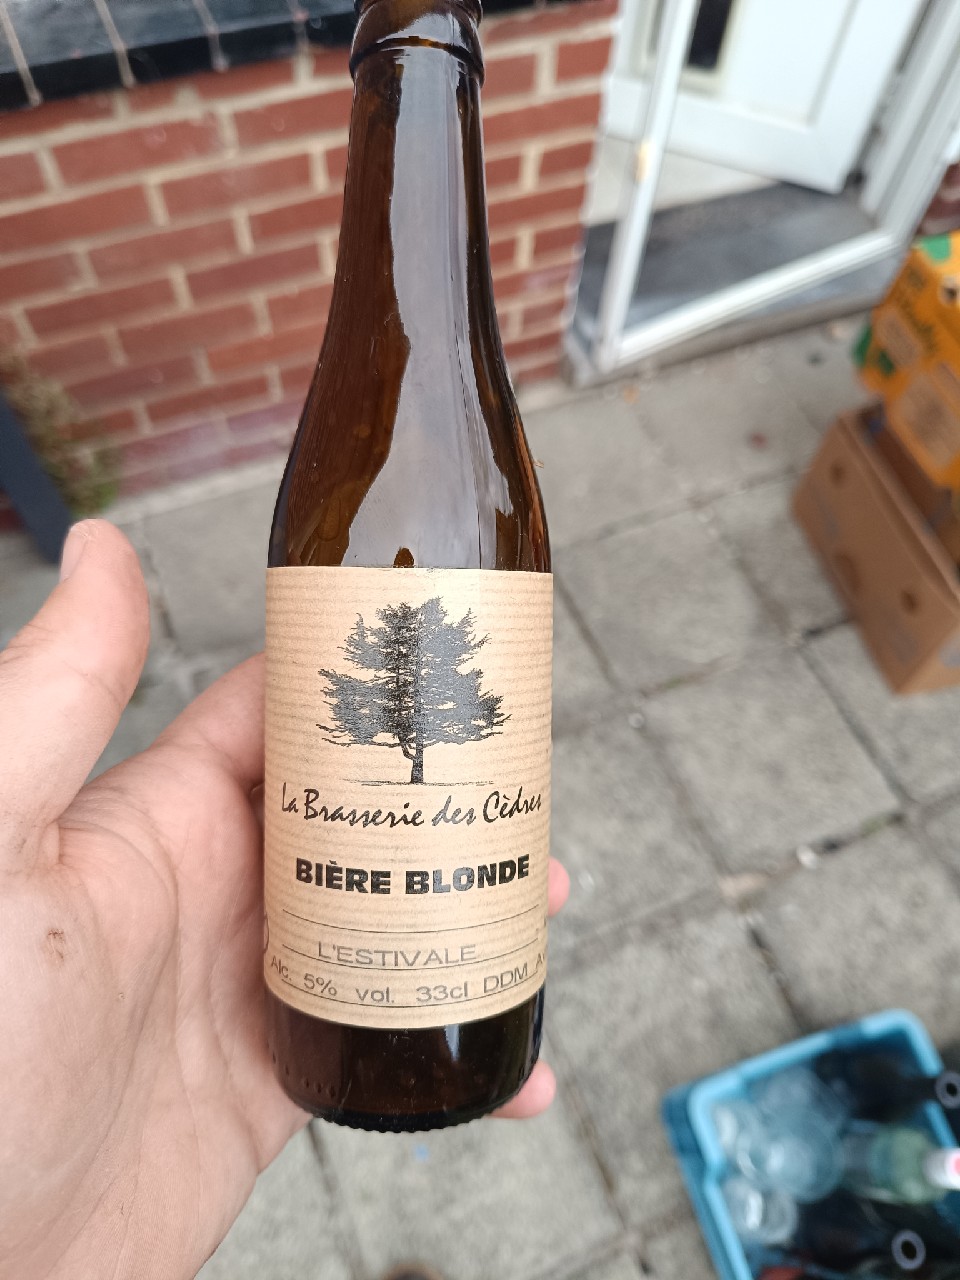 La Brasserie des Cèdres
BIÈRE BLONDE
L'ESTIVALE
Alc. 5% vol. 33cl DDM